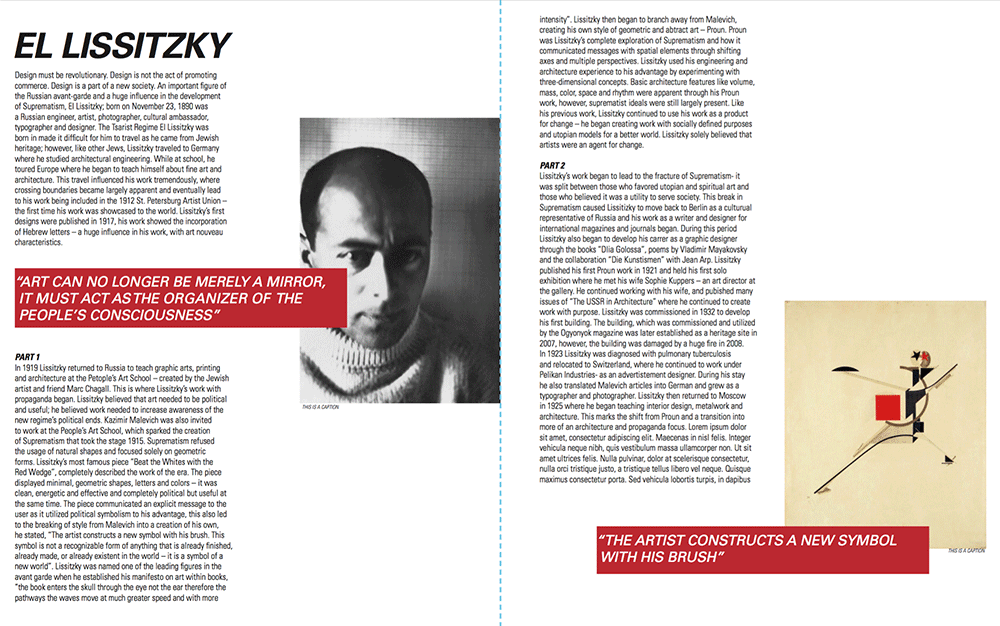 EL LISSITZKY
Design must be revolutionary. Design is not the act of promoting
commerce. Design is a part of a new society. An important figure of
the Russian avant-garde and a huge influence in the development
of Suprematism, El Lissitzky; born on November 23, 1890 was
a Russian engineer, artist, photographer, cultural ambassador,
typographer and designer. The Tsarist Regime El Lissitzky was
born in made it difficult for him to travel as he came from Jewish
heritage; however, like other Jews, Lissitzky traveled to Germany
where he studied architectural engineering. While at school, he
toured Europe where he began to teach himself about fine art and
architecture. This travel influenced his work tremendously, where
crossing boundaries became largely apparent and eventually lead
to his work being included in the 1912 St. Petersburg Artist Union –
the first time his work was showcased to the world. Lissitzky's first
designs were published in 1917, his work showed the incorporation
of Hebrew letters – a huge influence in his work, with art nouveau
characteristics.
"ART CAN NO LONGER BE MERELY A MIRROR,
IT MUST ACT AS THE ORGANIZER OF THE
PEOPLE'S CONSCIOUSNESS"
THIS IS A CAPTION
PART 1
In 1919 Lissitzky returned to Russia to teach graphic arts, printing
and architecture at the Petople's Art School – created by the Jewish
artist and friend Marc Chagall. This is where Lissitzky's work with
propaganda began. Lissitzky believed that art needed to be political
and useful; he believed work needed to increase awareness of the
new regime's political ends. Kazimir Malevich was also invited
to work at the People's Art School, which sparked the creation
of Suprematism that took the stage 1915. Suprematism refused
the usage of natural shapes and focused solely on geometric
forms. Lissitzky's most famous piece "Beat the Whites with the
Red Wedge", completely described the work of the era. The piece
displayed minimal, geometric shapes, letters and colors – it was
clean, energetic and effective and completely political but useful at
the same time. The piece communicated an explicit message to the
user as it utilized political symbolism to his advantage, this also led
to the breaking of style from Malevich into a creation of his own,
he stated, "The artist constructs a new symbol with his brush. This
symbol is not a recognizable form of anything that is already finished,
already made, or already existent in the world – it is a symbol of a
new world". Lissitzky was named one of the leading figures in the
avant garde when he established his manifesto on art within books,
"the book enters the skull through the eye not the ear therefore the
pathways the waves move at much greater speed and with more
intensity". Lissitzky then began to branch away from Malevich,
creating his own style of geometric and abtract art – Proun. Proun
was Lissitzky's complete exploration of Suprematism and how it
communicated messages with spatial elements through shifting
axes and multiple perspectives. Lissitzky used his engineering and
architecture experience to his advantage by experimenting with
three-dimensional concepts. Basic architecture features like volume,
mass, color, space and rhythm were apparent through his Proun
work, however, suprematist ideals were still largely present. Like
his previous work, Lissitzky continued to use his work as a product
for change – he began creating work with socially defined purposes
and utopian models for a better world. Lissitzky solely believed that
artists were an agent for change.
PART 2
Lissitzky's work began to lead to the fracture of Suprematism- it
was split between those who favored utopian and spiritual art and
those who believed it was a utility to serve society. This break in
Suprematism caused Lissitizky to move back to Berlin as a culturual
representative of Russia and his work as a writer and designer for
international magazines and journals began. During this period
Lissitzky also began to develop his carrer as a graphic designer
through the books "Dlia Golossa", poems by Vladimir Mayakovsky
and the collaboration "Die Kunstismen" with Jean Arp. Lissitzky
putlished his first Proun work in 1921 and held his first solo
exhibition where he met his wife Sophie Kuppers – an art director at
the gallery. He continued working with his wife, and pubished many
issues of "The USSR in Architecture" where he continued to create
work with purpose. Lissitzky was commissioned in 1932 to develop
his first building. The building, which was commissioned and utilized
by the Ogyonyok magazine was later established as a heritage site in
2007, however, the building was damaged by a huge fire in 2008.
In 1923 Lissitzky was diagnosed with pulmonary tuberculosis
and relocated to Switzerland, where he continued to work under
Pelikan Industries- as an advertistement designer. During his stay
he also translated Malevich articles into German and grew as a
typographer and photographer. Lissitzky then returned to Moscow
in 1925 where he began teaching interior design, metalwork and
architecture. This marks the shift from Proun and a transition into
more of an architecture and propaganda focus. Lorem ipsum dolor
sit amet, consectetur adipiscing elit. Maecenas in nisl felis. Integer
vehicula neque nibh, quis vestibulum massa ullamcorper non. Ut sit
amet ultrices felis. Nulla pulvinar, dolor at scelerisque consectetur,
nulla orci tristique justo, a tristique tellus libero vel neque. Quisque
maximus consectetur porta. Sed vehicula lobortis turpis, in dapibus
"THE ARTIST CONSTRUCTS A NEW SYMBOL
WITH HIS BRUSH"
THIS IS A CAPTION